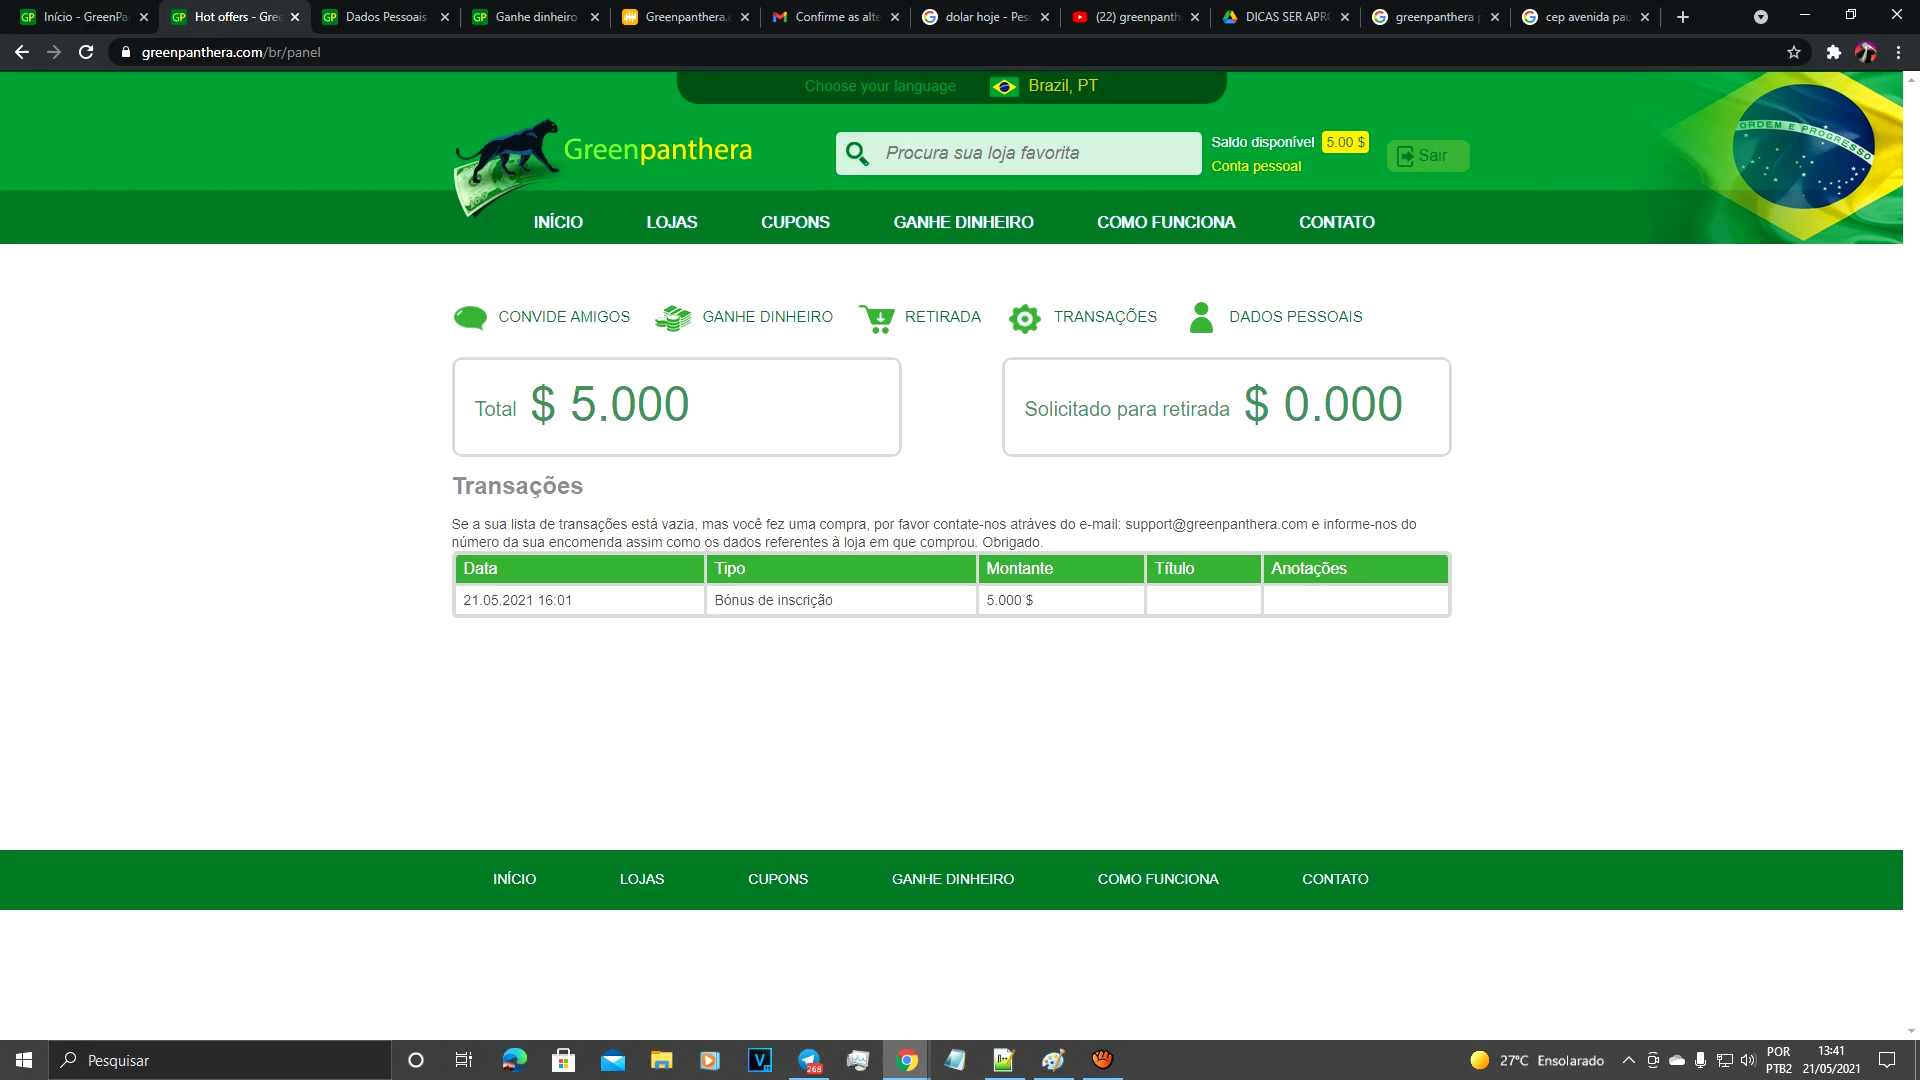 Início - GreenPa
Hot offers - Gree
Dados Pessoais
Ganhe dinheiro
Greenpanthera.
Confirme as alte
dolar hoje - Pes
(22) greenpanth
DICAS SER APRO
greenpanthera p
cep avenida pau
greenpanthera.com/br/panel
Choose your language
Brazil, PT
ORDEM E PROGRESSO
Greenpanthera
Procura sua loja favorita
Saldo disponível 5.00 $
Conta pessoal
Sair
INÍCIO LOJAS CUPONS GANHE DINHEIRO COMO FUNCIONA CONTATO
CONVIDE AMIGOS GANHE DINHEIRO RETIRADA TRANSAÇÕES DADOS PESSOAIS
Total $ 5.000
Solicitado para retirada $ 0.000
Transações
Se a sua lista de transações está vazia, mas você fez uma compra, por favor contate-nos atráves do e-mail: support@greenpanthera.com e informe-nos do
número da sua encomenda assim como os dados referentes à loja em que comprou. Obrigado.
Data Tipo Montante Título Anotações
21.05.2021 16:01 Bónus de inscrição 5.000 $
INÍCIO LOJAS CUPONS GANHE DINHEIRO COMO FUNCIONA CONTATO
Pesquisar
268
27°C Ensolarado
POR
PTB2
13:41
21/05/2021